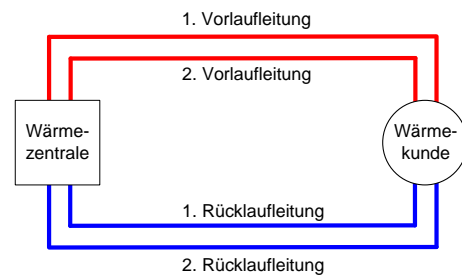 1. Vorlaufleitung
2. Vorlaufleitung
Wärme-
zentrale
Wärme-
kunde
1. Rücklaufleitung
2. Rücklaufleitung